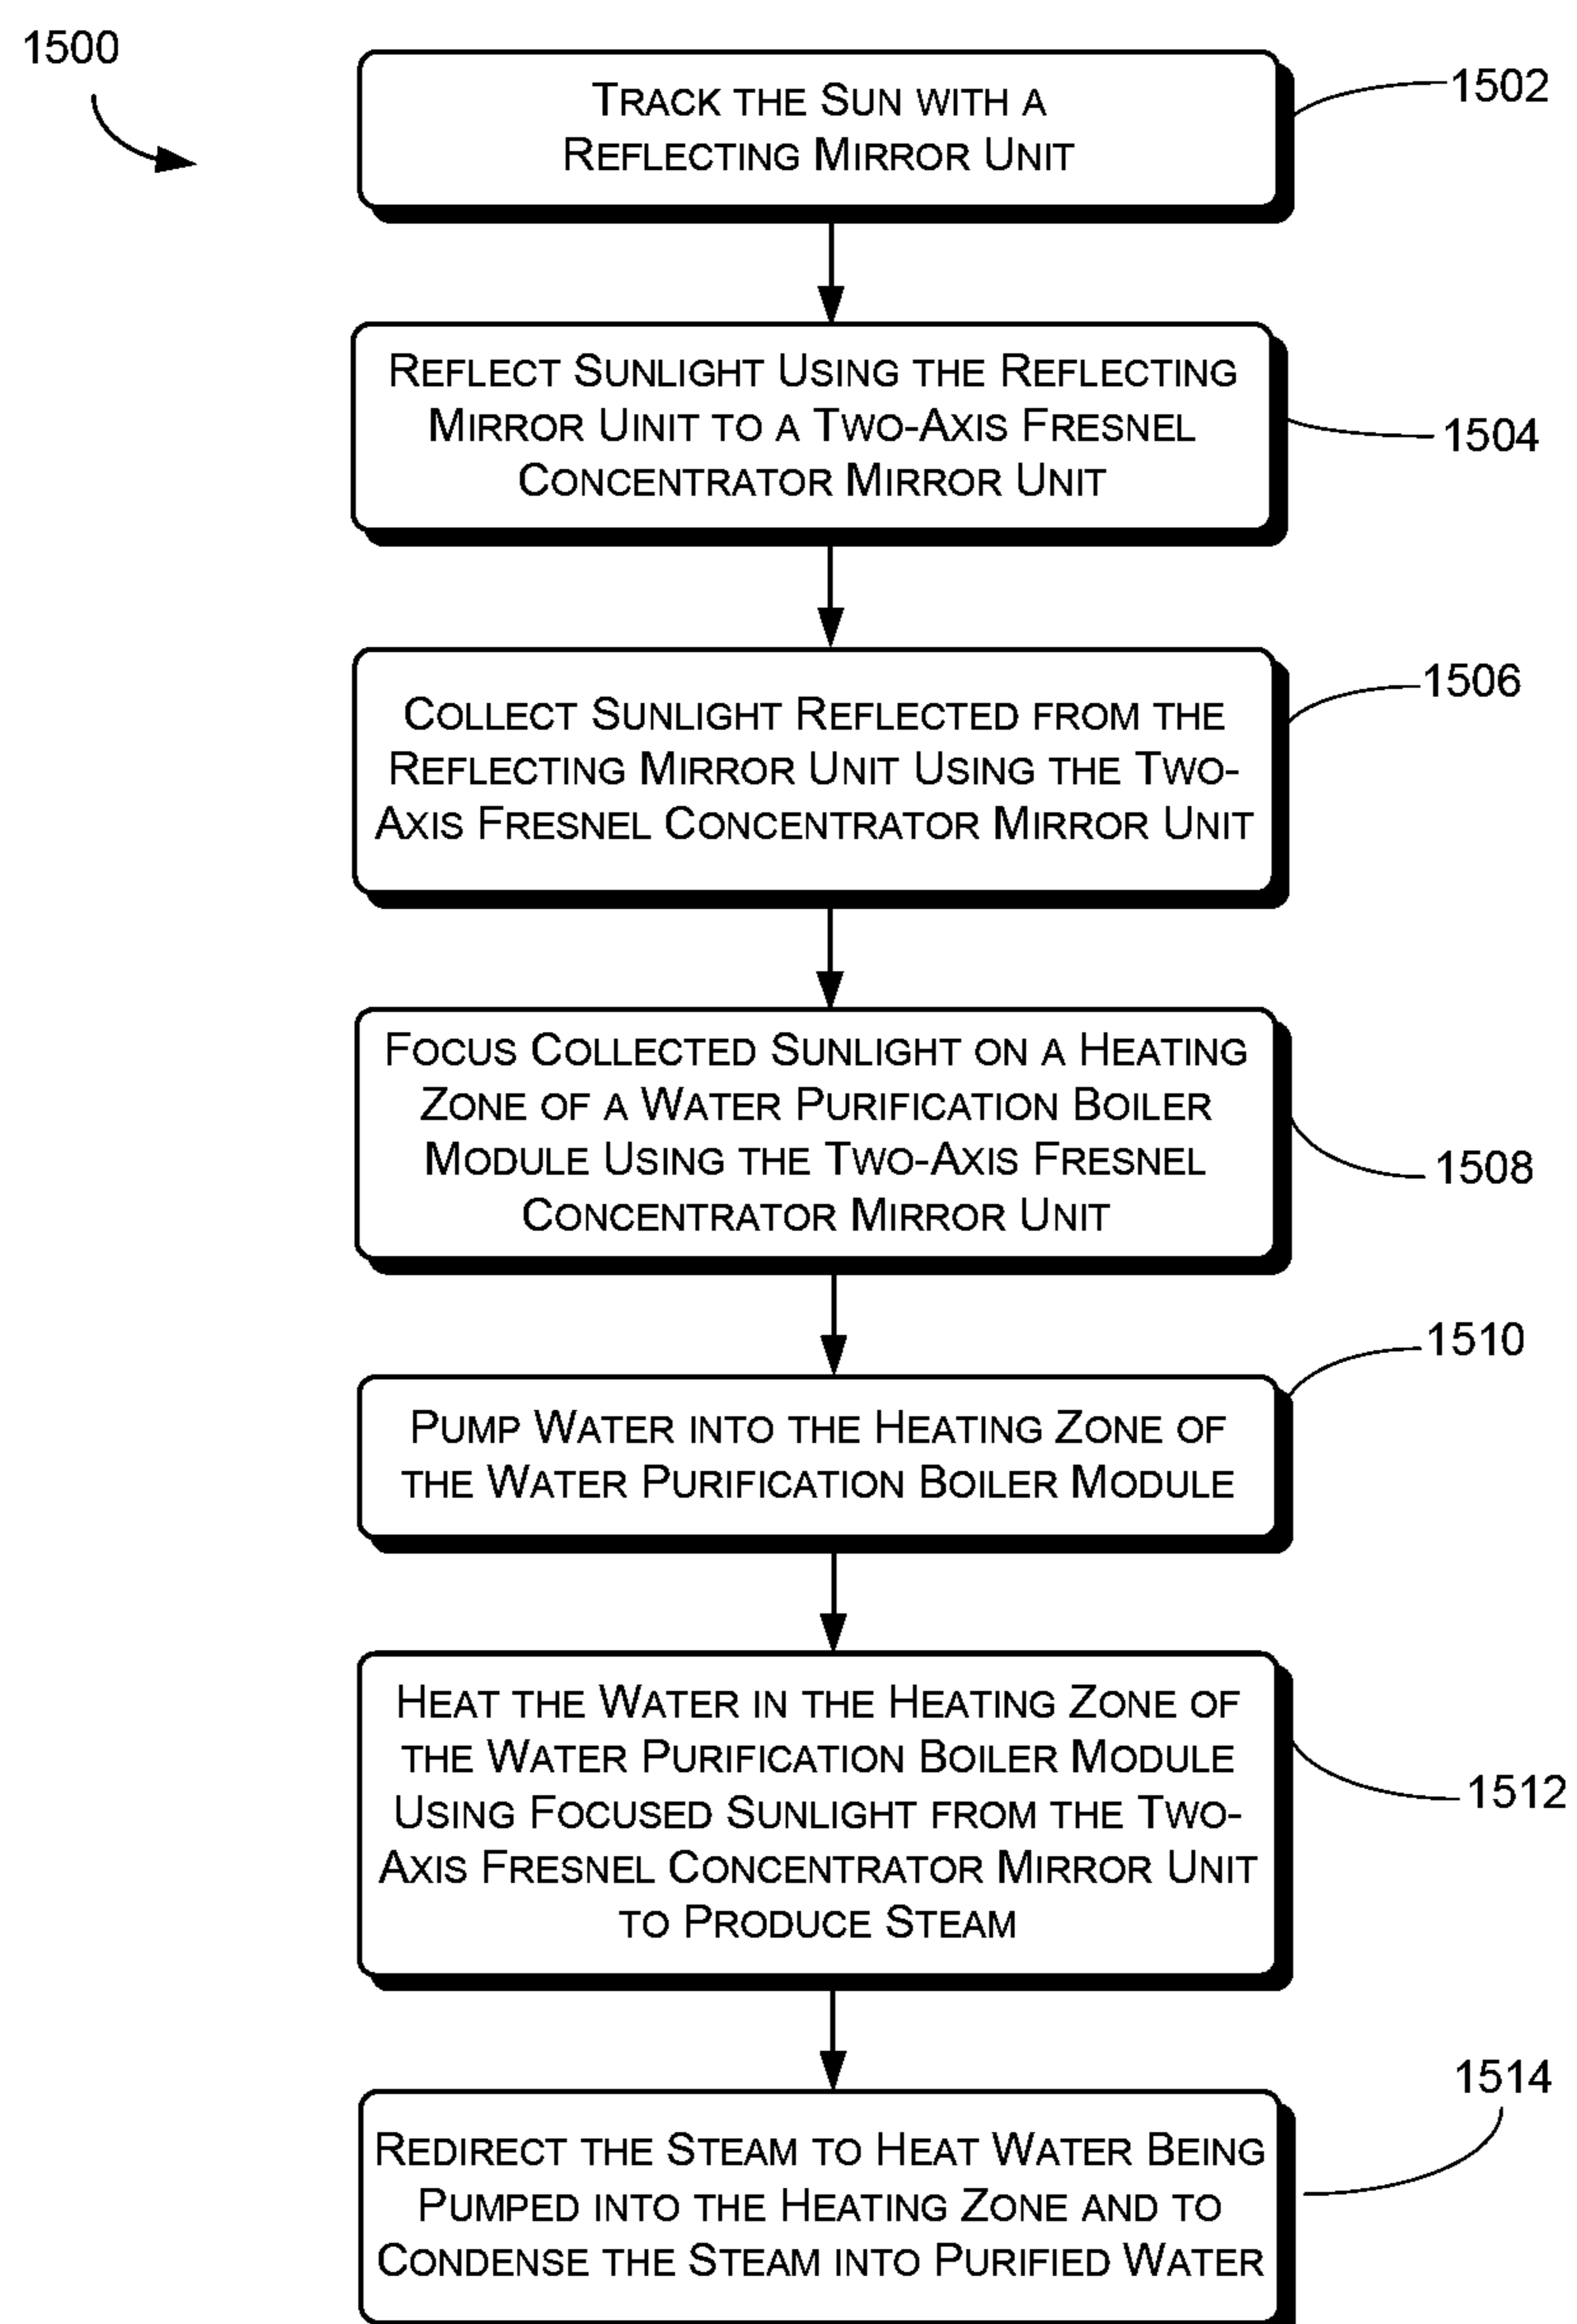 1500
TRACK THE SUN WITH A
REFLECTING MIRROR UNIT
1502
REFLECT SUNLIGHT USING THE REFLECTING
MIRROR UINIT TO A TWO-AXIS FRESNEL
CONCENTRATOR MIRROR UNIT
1504
COLLECT SUNLIGHT REFLECTED FROM THE
REFLECTING MIRROR UNIT USING THE TWO-
AXIS FRESNEL CONCENTRATOR MIRROR UNIT
1506
FOCUS COLLECTED SUNLIGHT ON A HEATING
ZONE OF A WATER PURIFICATION BOILER
MODULE USING THE TWO-AXIS FRESNEL
CONCENTRATOR MIRROR UNIT
1508
PUMP WATER INTO THE HEATING ZONE OF
THE WATER PURIFICATION BOILER MODULE
1510
HEAT THE WATER IN THE HEATING ZONE OF
THE WATER PURIFICATION BOILER MODULE
USING FOCUSED SUNLIGHT FROM THE TWO-
AXIS FRESNEL CONCENTRATOR MIRROR UNIT
TO PRODUCE STEAM
1512
REDIRECT THE STEAM TO HEAT WATER BEING
PUMPED INTO THE HEATING ZONE AND TO
CONDENSE THE STEAM INTO PURIFIED WATER
1514